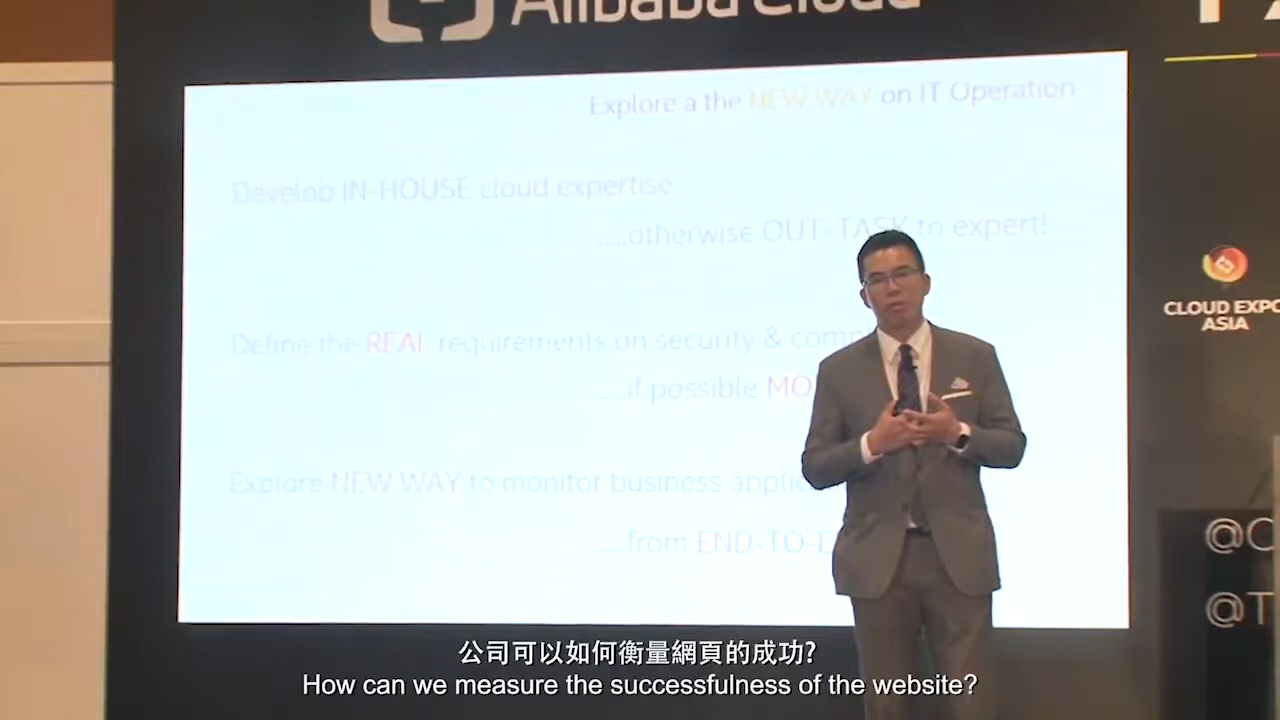 Alibaba Cloud
Explore a the NEW WAY on IT Operation
Develop IN-HOUSE cloud expertise
.....otherwise OUT-TASK to expert!
Define the REAL requirements on security & comp
.....if possible MO
Explore NEW WAY to monitor business applic
.....from END-TO-E
CLOUD EXPO
ASIA
@C
@T
公司可以如何衡量網頁的成功?
How can we measure the successfulness of the website?